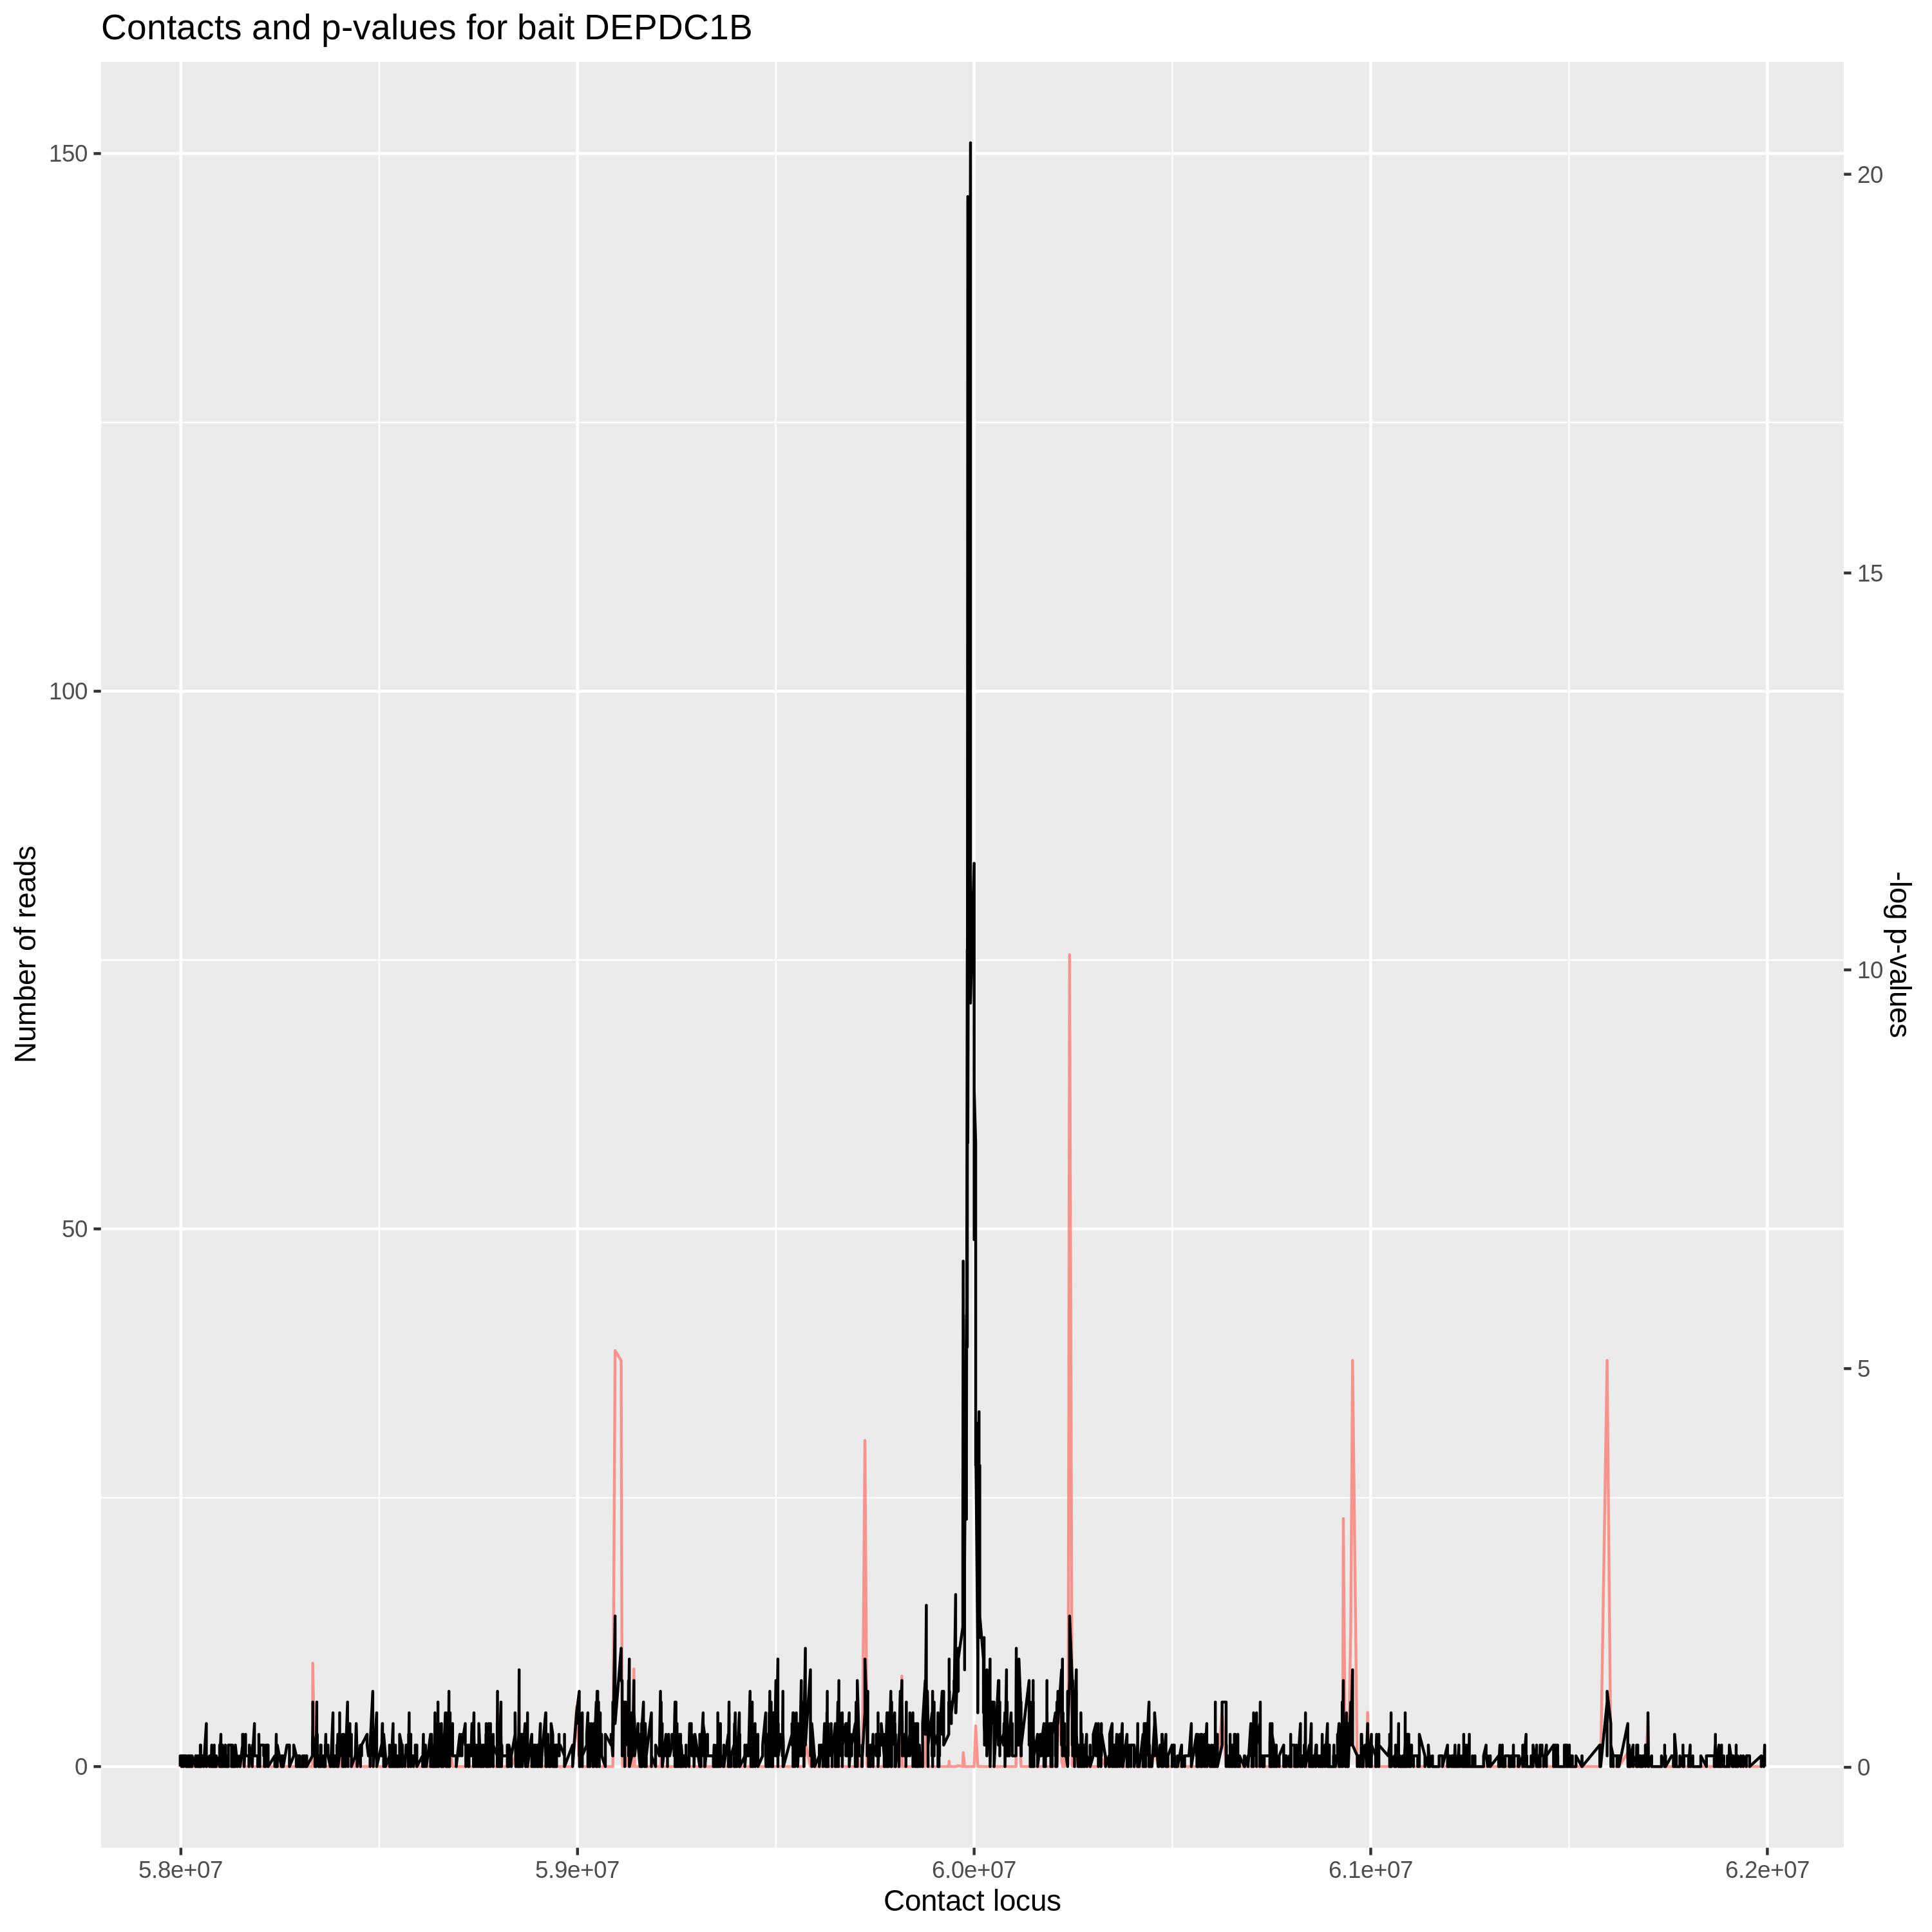 Contacts and p-values for bait DEPDC1B
150
100
50
0
Number of reads
20
15
10
5
0
-log p-values
5.8e+07
5.9e+07
6.0e+07
6.1e+07
6.2e+07
Contact locus